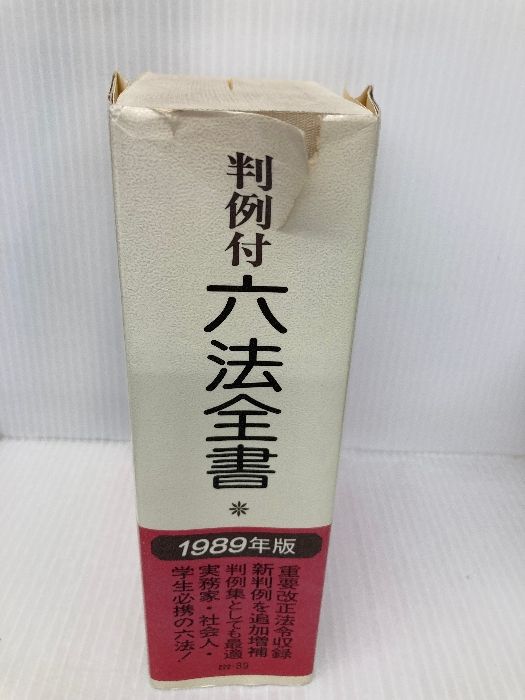 判例付
六法全書
*
1989年版
重要改正法令収録
新判例を追加増補
判例集としても最適
実務家・社会人・
学生必携の六法!